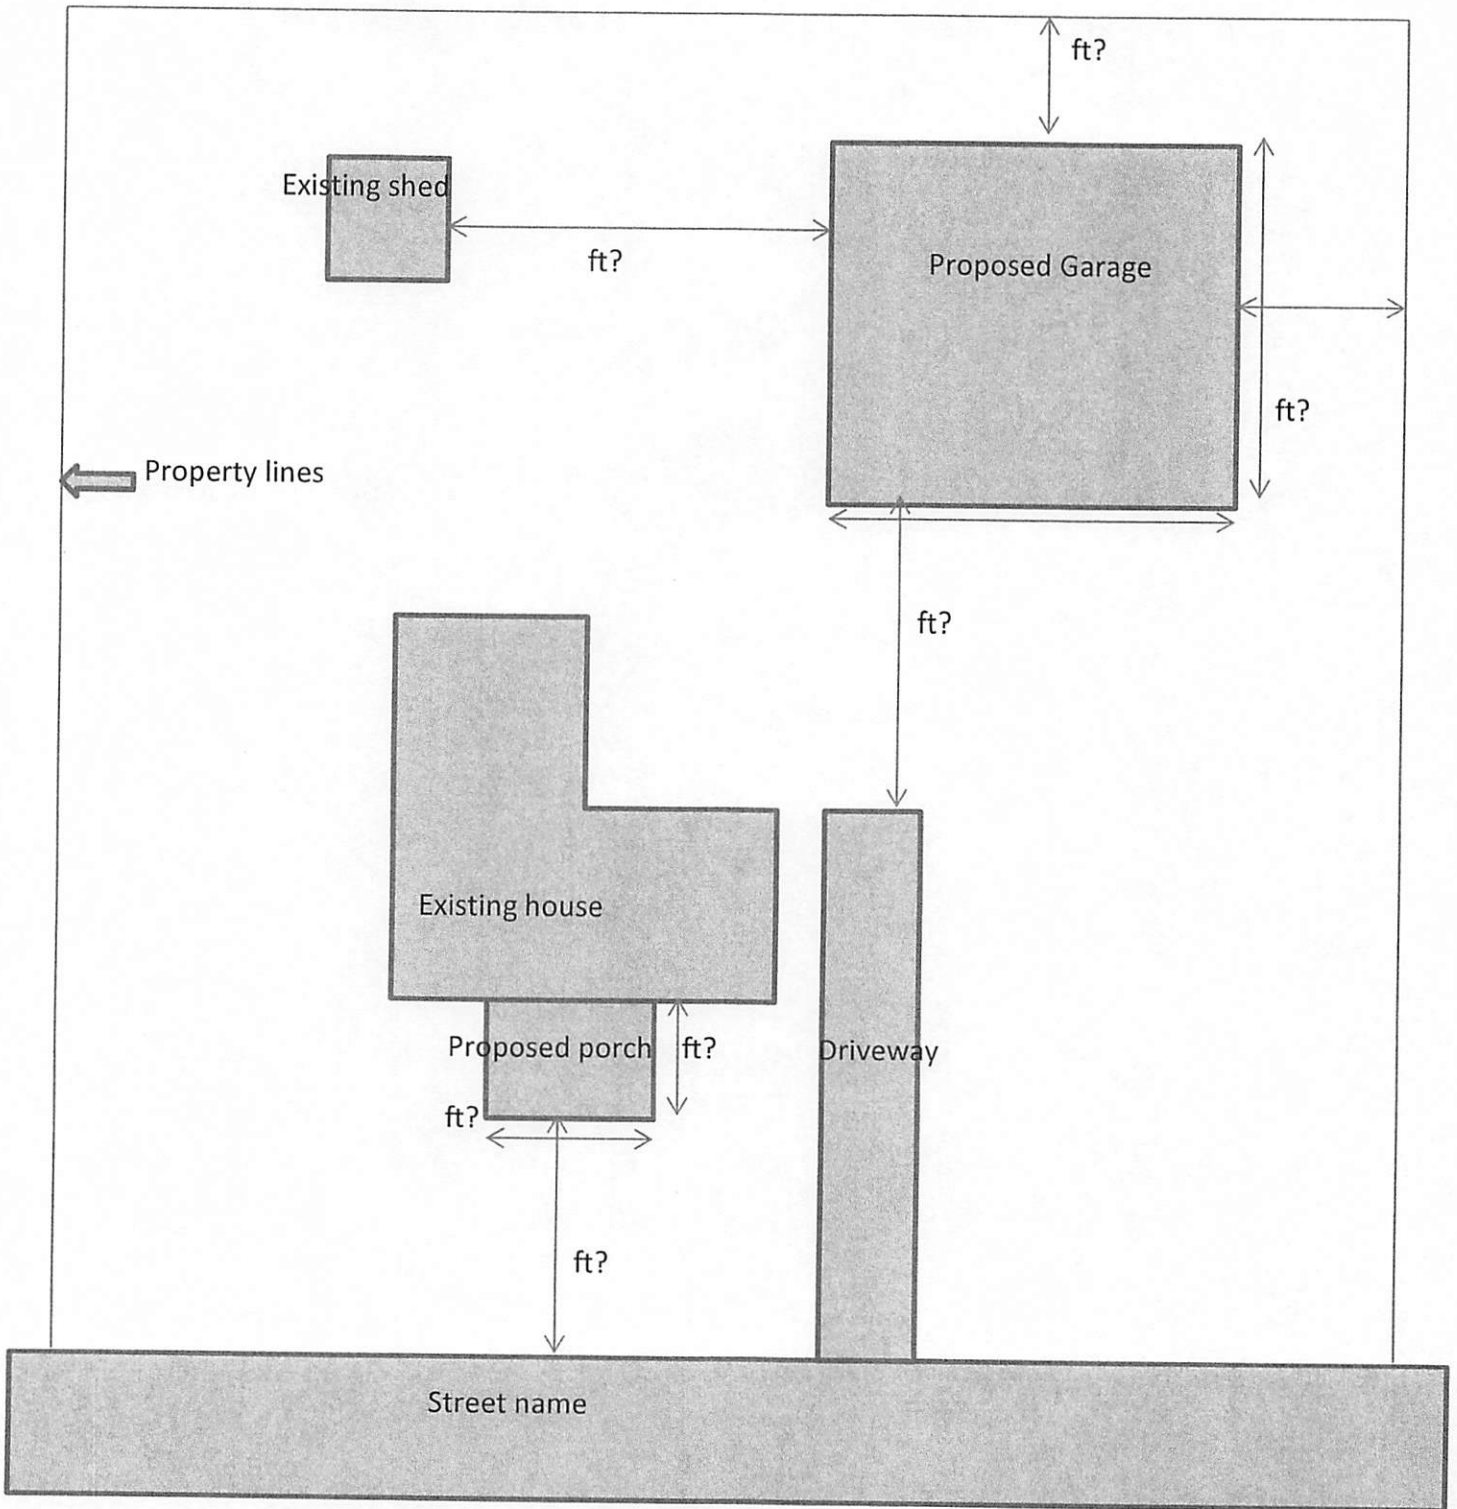 ft?
Existing shed
ft?
Proposed Garage
ft?
Property lines
ft?
Existing house
Proposed porch
ft?
Driveway
ft?
ft?
Street name